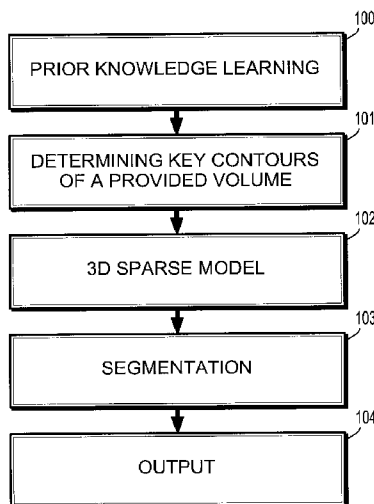 100
PRIOR KNOWLEDGE LEARNING
101
DETERMINING KEY CONTOURS
OF A PROVIDED VOLUME
102
3D SPARSE MODEL
103
SEGMENTATION
104
OUTPUT